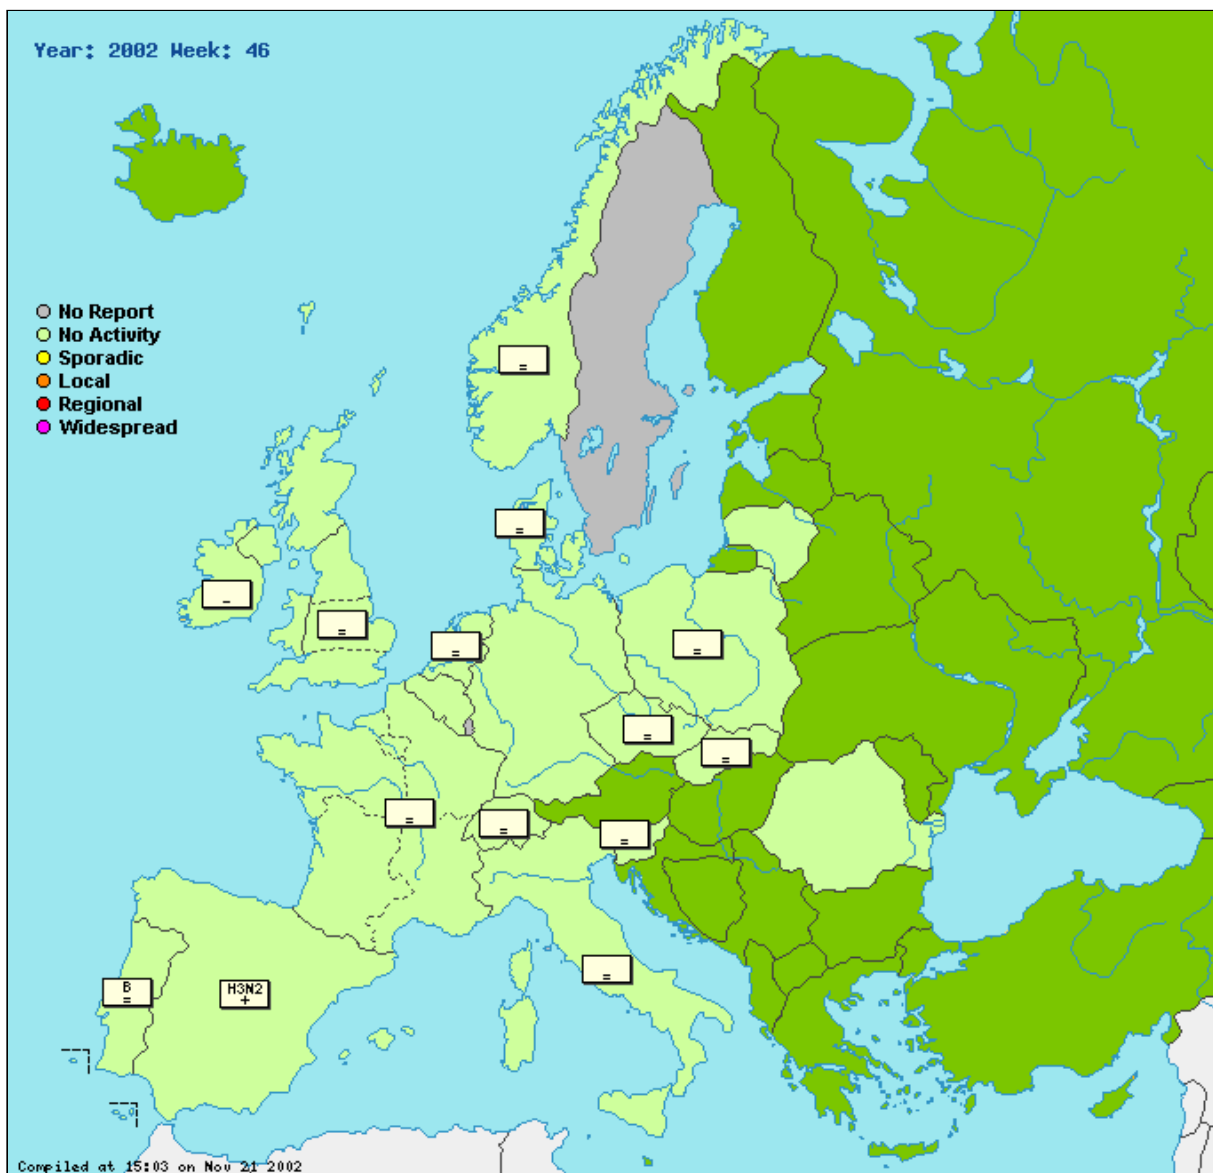 Year: 2002 Week: 46
No Report
No Activity
Sporadic
Local
Regional
Widespread
=
=
=
=
=
=
=
=
=
=
=
=
B
=
H3N2
+
Compiled at 15:03 on Nov 21 2002